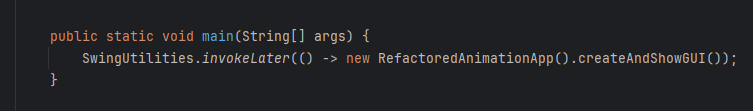 public static void main(String[] args) {
    SwingUtilities.invokeLater(() -> new RefactoredAnimationApp().createAndShowGUI());
}